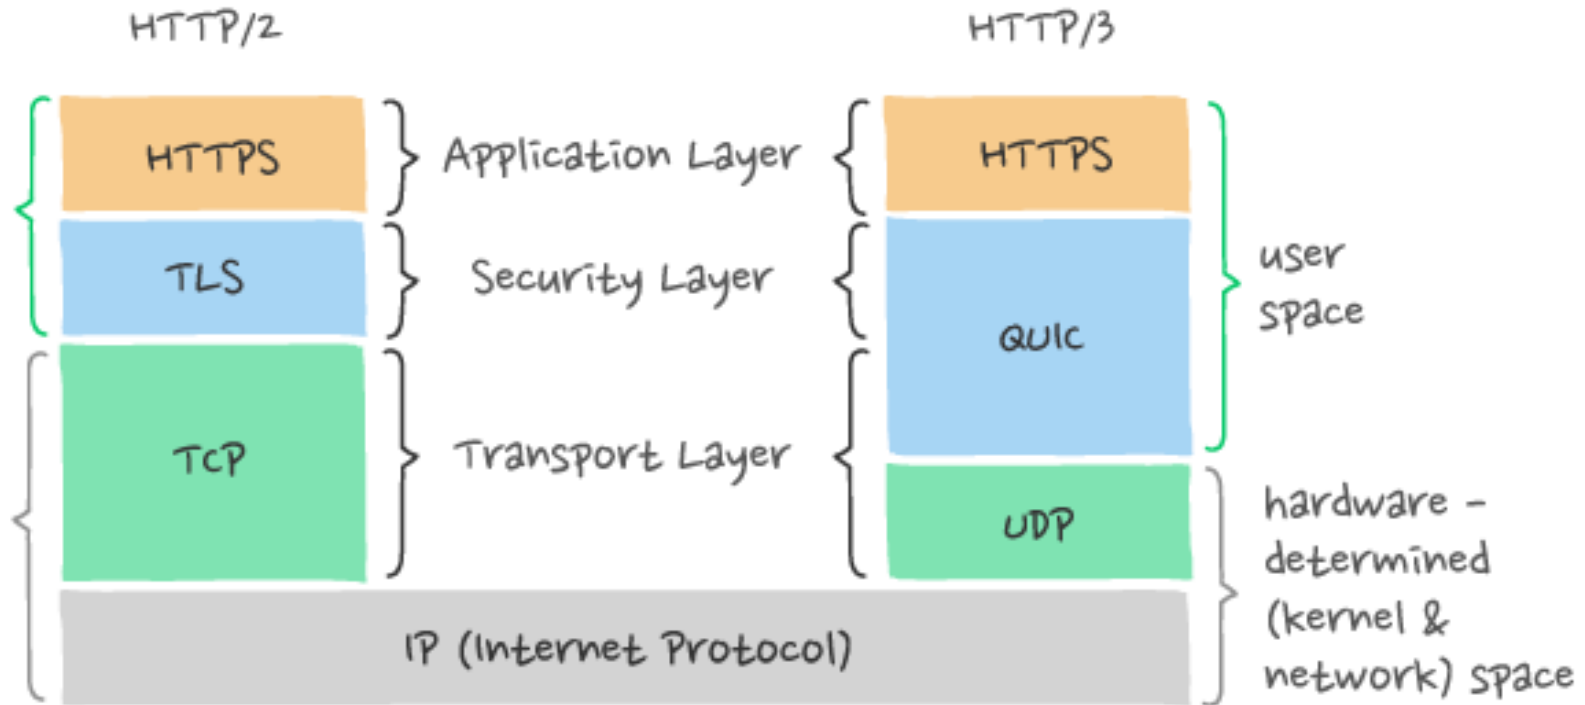 HTTP/2
HTTP/3
HTTPS
Application Layer
HTTPS
TLS
Security Layer
QUIC
user
space
TCP
Transport Layer
UDP
hardware -
determined
(kernel &
network) space
IP (Internet Protocol)